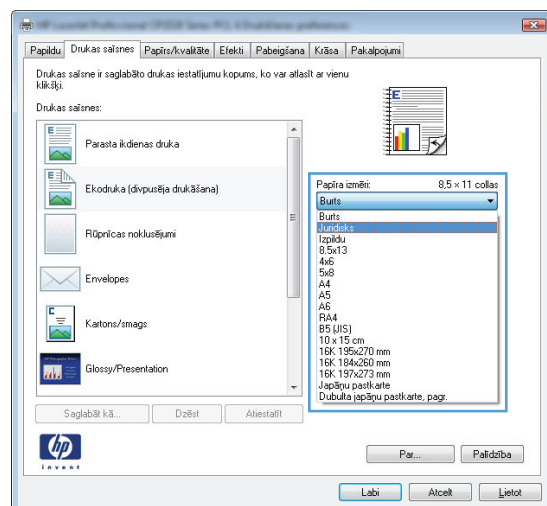 Papildu Drukas saīsnes Papīrs/kvalitāte Efekti Pabeigšana Krāsa Pakalpojumi
Drukas saīsne ir saglabāto drukas iestatījumu kopums, ko var atlasīt ar vienu
klikšķi.
Drukas saīsnes:
Parasta ikdienas druka
Ekodruka (divpusēja drukāšana)
Rūpnīcas noklusējumi
Envelopes
Kartons/smags
Glossy/Presentation
Papīra izmēri: 8,5 × 11 collas
Burts
Burts
Juridisks
Izpildu
8.5x13
4x6
5x8
A4
A5
A6
RA4
B5 (JIS)
10 x 15 cm
16K 195x270 mm
16K 184x260 mm
16K 197x273 mm
Japāņu pastkarte
Dubulta japāņu pastkarte, pagr.
Saglabāt kā... Dzēst Atiestatīt
hp
invent
Par... Palīdzība
Labi Atcelt Lietot